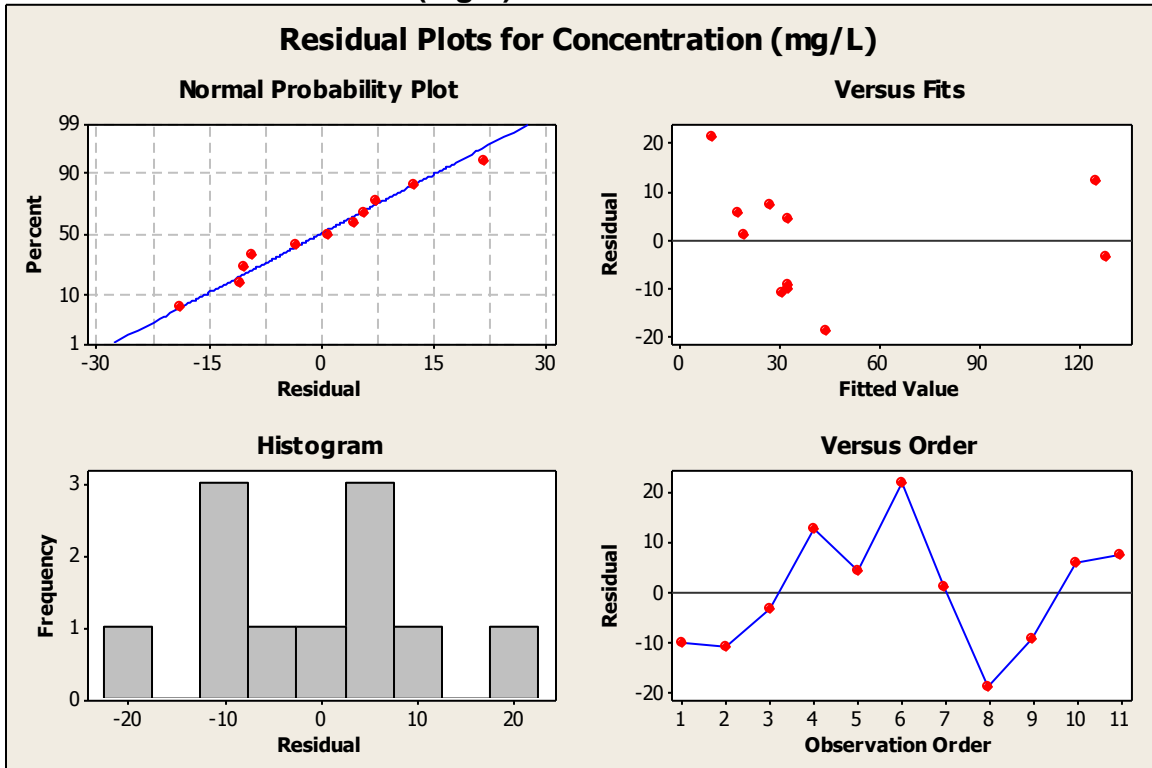 Residual Plots for Concentration (mg/L)
Normal Probability Plot
99
90
50
10
1
Percent
-30 -15 0 15 30
Residual
Versus Fits
20
10
0
-10
-20
Residual
0 30 60 90 120
Fitted Value
Histogram
3
2
1
0
Frequency
-20 -10 0 10 20
Residual
Versus Order
20
10
0
-10
-20
Residual
1 2 3 4 5 6 7 8 9 10 11
Observation Order